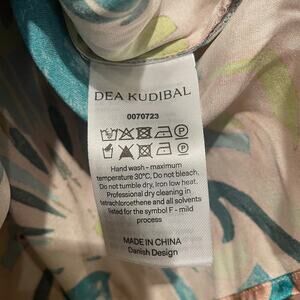 DEA KUDIBAL
0070723
Hand wash - maximum
temperature 30°C, Do not bleach.
Do not tumble dry, Iron low heat.
Professional dry cleaning in
tetrachloroethene and all solvents
listed for the symbol F - mild
process
MADE IN CHINA
Danish Design